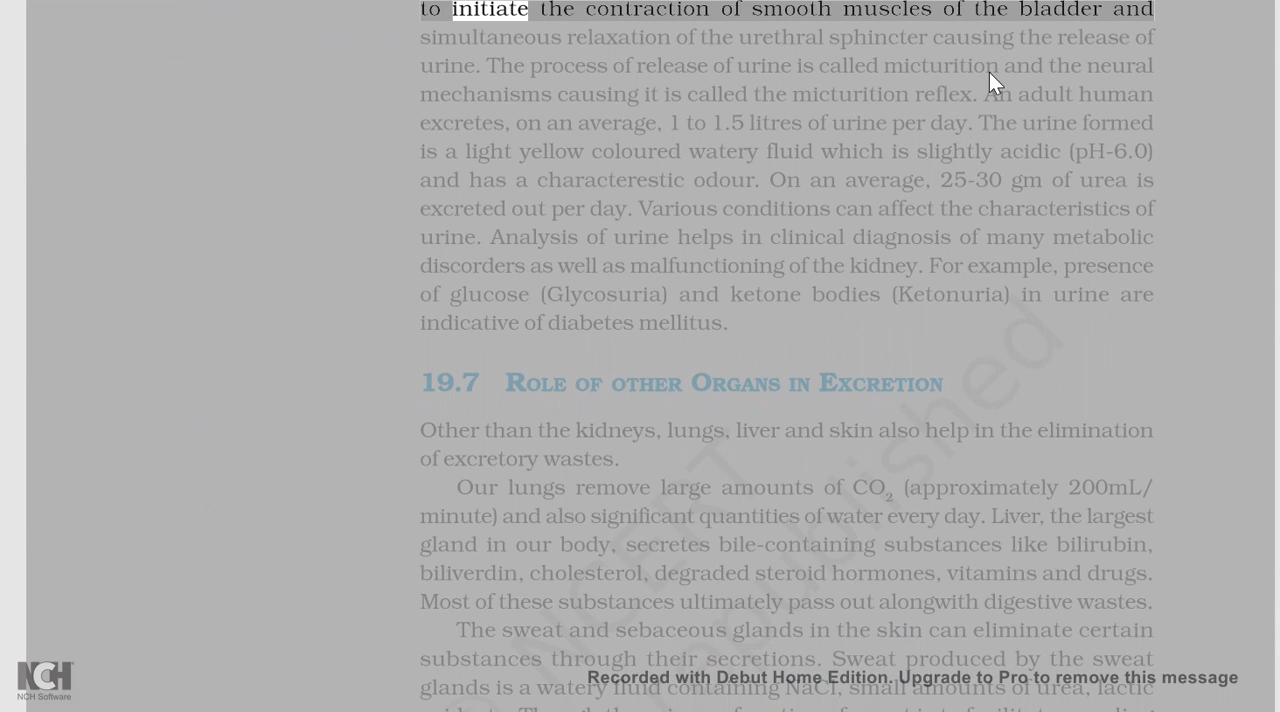 to initiate the contraction of smooth muscles of the bladder and
simultaneous relaxation of the urethral sphincter causing the release of
urine. The process of release of urine is called micturition and the neural
mechanisms causing it is called the micturition reflex. An adult human
excretes, on an average, 1 to 1.5 litres of urine per day. The urine formed
is a light yellow coloured watery fluid which is slightly acidic (pH-6.0)
and has a characterestic odour. On an average, 25-30 gm of urea is
excreted out per day. Various conditions can affect the characteristics of
urine. Analysis of urine helps in clinical diagnosis of many metabolic
discorders as well as malfunctioning of the kidney. For example, presence
of glucose (Glycosuria) and ketone bodies (Ketonuria) in urine are
indicative of diabetes mellitus.
19.7 ROLE OF OTHER ORGANS IN EXCRETION
Other than the kidneys, lungs, liver and skin also help in the elimination
of excretory wastes.
Our lungs remove large amounts of CO₂ (approximately 200mL/
minute) and also significant quantities of water every day. Liver, the largest
gland in our body, secretes bile-containing substances like bilirubin,
biliverdin, cholesterol, degraded steroid hormones, vitamins and drugs.
Most of these substances ultimately pass out alongwith digestive wastes.
The sweat and sebaceous glands in the skin can eliminate certain
substances through their secretions. Sweat produced by the sweat
glands is a watery fluid containing NaCl, small amounts of urea, lactic
NCERT
published
NCH
NCH Software
Recorded with Debut Home Edition. Upgrade to Pro to remove this message